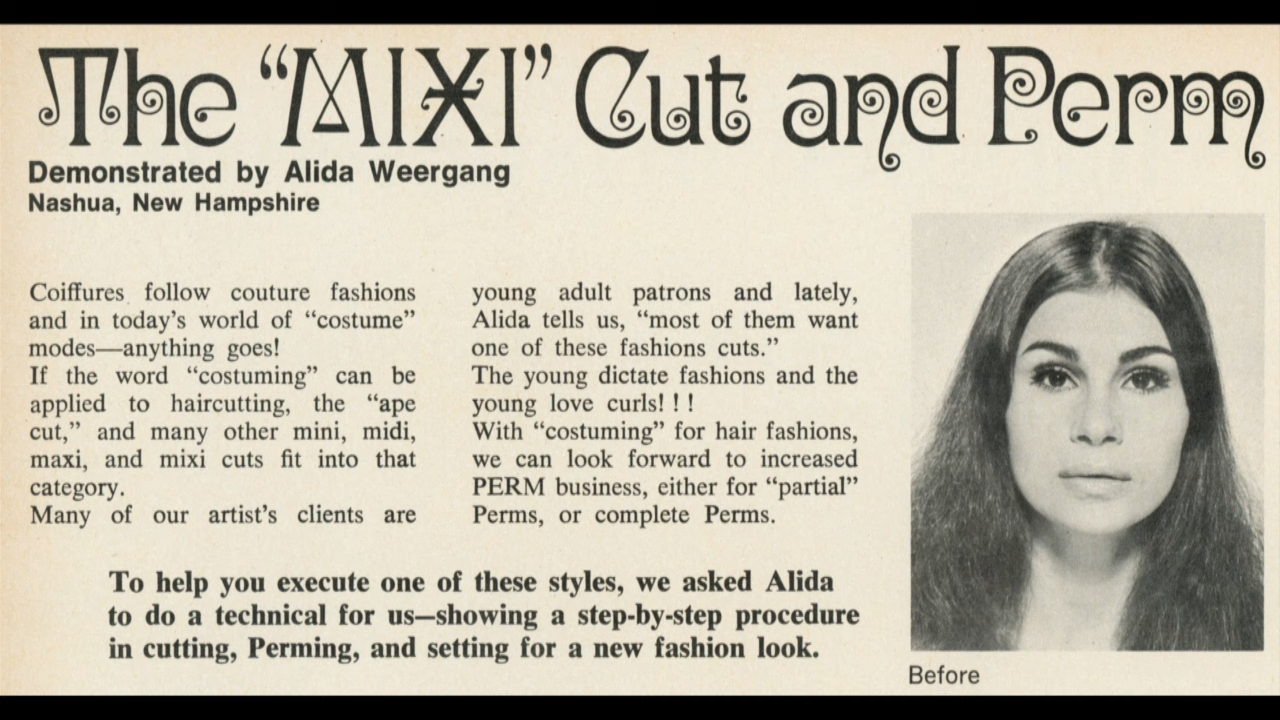 The “MIXI” Cut and Perm
Demonstrated by Alida Weergang
Nashua, New Hampshire
Coiffures follow couture fashions
and in today’s world of “costume”
modes—anything goes!
If the word “costuming” can be
applied to haircutting, the “ape
cut,” and many other mini, midi,
maxi, and mixi cuts fit into that
category.
Many of our artist’s clients are
young adult patrons and lately,
Alida tells us, “most of them want
one of these fashions cuts.”
The young dictate fashions and the
young love curls! ! !
With “costuming” for hair fashions,
we can look forward to increased
PERM business, either for “partial”
Perms, or complete Perms.
To help you execute one of these styles, we asked Alida
to do a technical for us—showing a step-by-step procedure
in cutting, Perming, and setting for a new fashion look.
Before